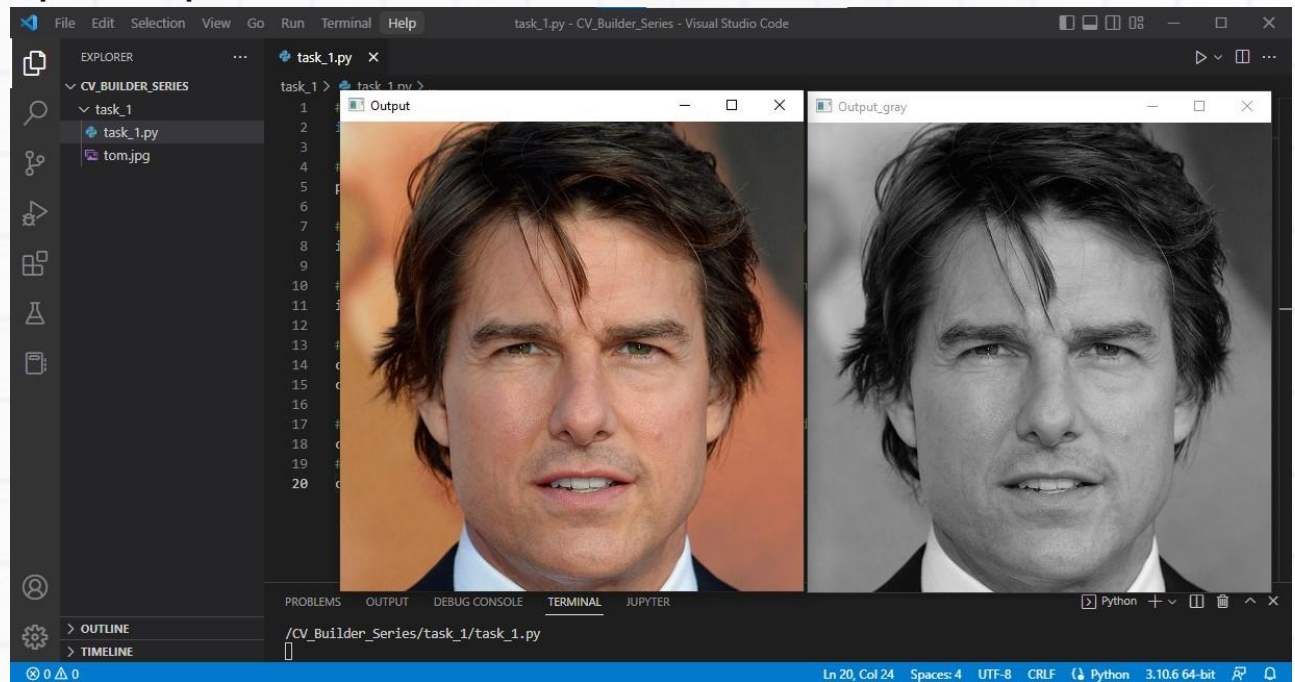 File Edit Selection View Go Run Terminal Help task_1.py - CV_Builder_Series - Visual Studio Code
EXPLORER
CV_BUILDER_SERIES
task_1
task_1.py
tom.jpg
OUTLINE
TIMELINE
task_1.py
task_1 > task_1.py >
1 #
2 i
3
4 #
5 p
6
7 #
8 i
9
10 #
11 i
12
13 #
14 c
15 c
16
17 #
18 c
19 #
20 c
Output
Output_gray
PROBLEMS OUTPUT DEBUG CONSOLE TERMINAL JUPYTER
Python
/CV_Builder_Series/task_1/task_1.py
0 0 Ln 20, Col 24 Spaces: 4 UTF-8 CRLF Python 3.10.6 64-bit